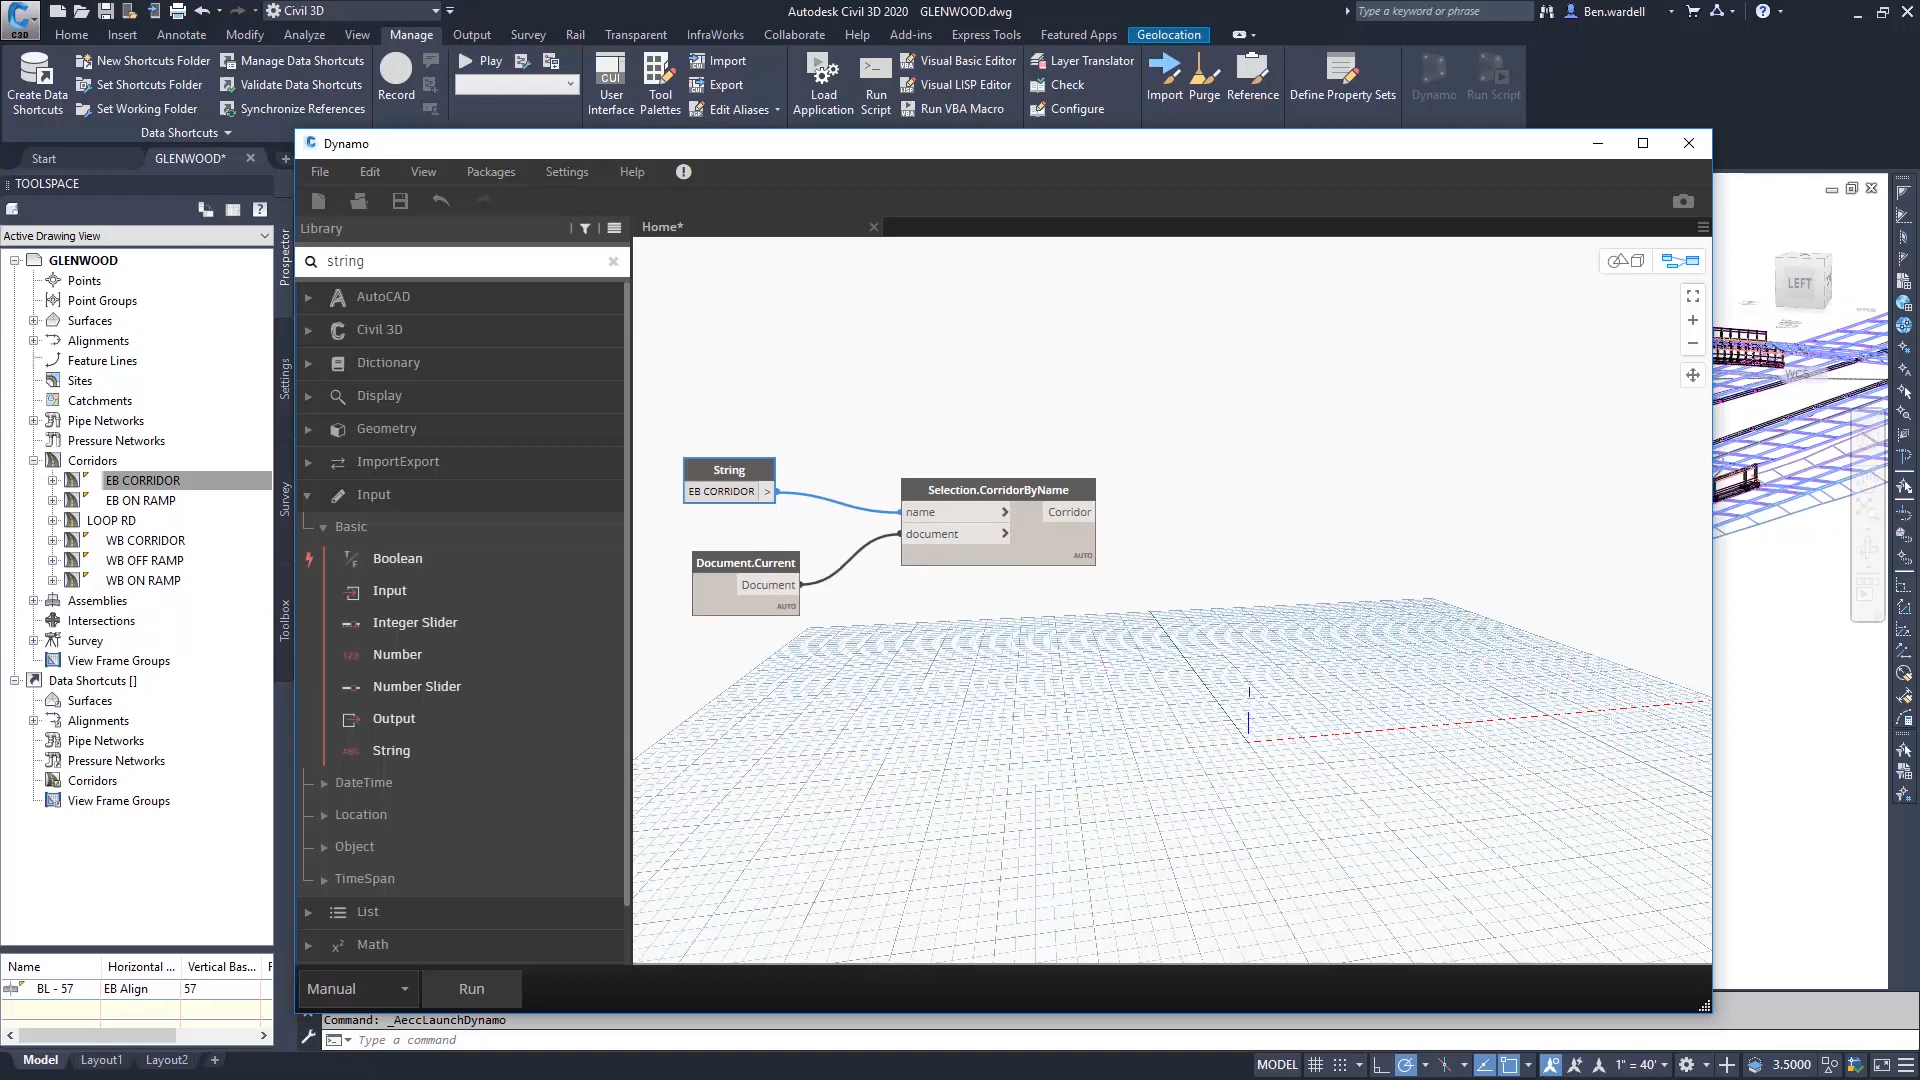 C3D
Civil 3D
Autodesk Civil 3D 2020 GLENWOOD.dwg
Type a keyword or phrase
Ben.wardell
Home Insert Annotate Modify Analyze View Manage Output Survey Rail Transparent InfraWorks Collaborate Help Add-ins Express Tools Featured Apps Geolocation
Create Data Shortcuts
New Shortcuts Folder
Set Shortcuts Folder
Set Working Folder
Manage Data Shortcuts
Validate Data Shortcuts
Synchronize References
Data Shortcuts
Record
Play
CUI
User Interface
Tool Palettes
Import
Export
Edit Aliases
Load Application
Run Script
Visual Basic Editor
Visual LISP Editor
Run VBA Macro
Layer Translator
Check
Configure
Import
Purge
Reference
Define Property Sets
Dynamo
Run Script
Start
GLENWOOD*
TOOLSPACE
Active Drawing View
GLENWOOD
Points
Point Groups
Surfaces
Alignments
Feature Lines
Sites
Catchments
Pipe Networks
Pressure Networks
Corridors
EB CORRIDOR
EB ON RAMP
LOOP RD
WB CORRIDOR
WB OFF RAMP
WB ON RAMP
Assemblies
Intersections
Survey
View Frame Groups
Data Shortcuts []
Surfaces
Alignments
Pipe Networks
Pressure Networks
Corridors
View Frame Groups
Prospector
Settings
Survey
Toolbox
Name Horizontal ... Vertical Bas...
BL - 57 EB Align 57
Dynamo
File Edit View Packages Settings Help
Library
string
AutoCAD
Civil 3D
Dictionary
Display
Geometry
ImportExport
Input
Basic
Boolean
Input
Integer Slider
123 Number
Number Slider
Output
ABC String
DateTime
Location
Object
TimeSpan
List
x² Math
Manual
Run
Home*
String
EB CORRIDOR >
Document.Current
Document
AUTO
Selection.CorridorByName
name > Corridor
document >
AUTO
LEFT
WCS
Command: _AeccLaunchDynamo
Type a command
Model Layout1 Layout2 +
MODEL
1" = 40'
3.5000